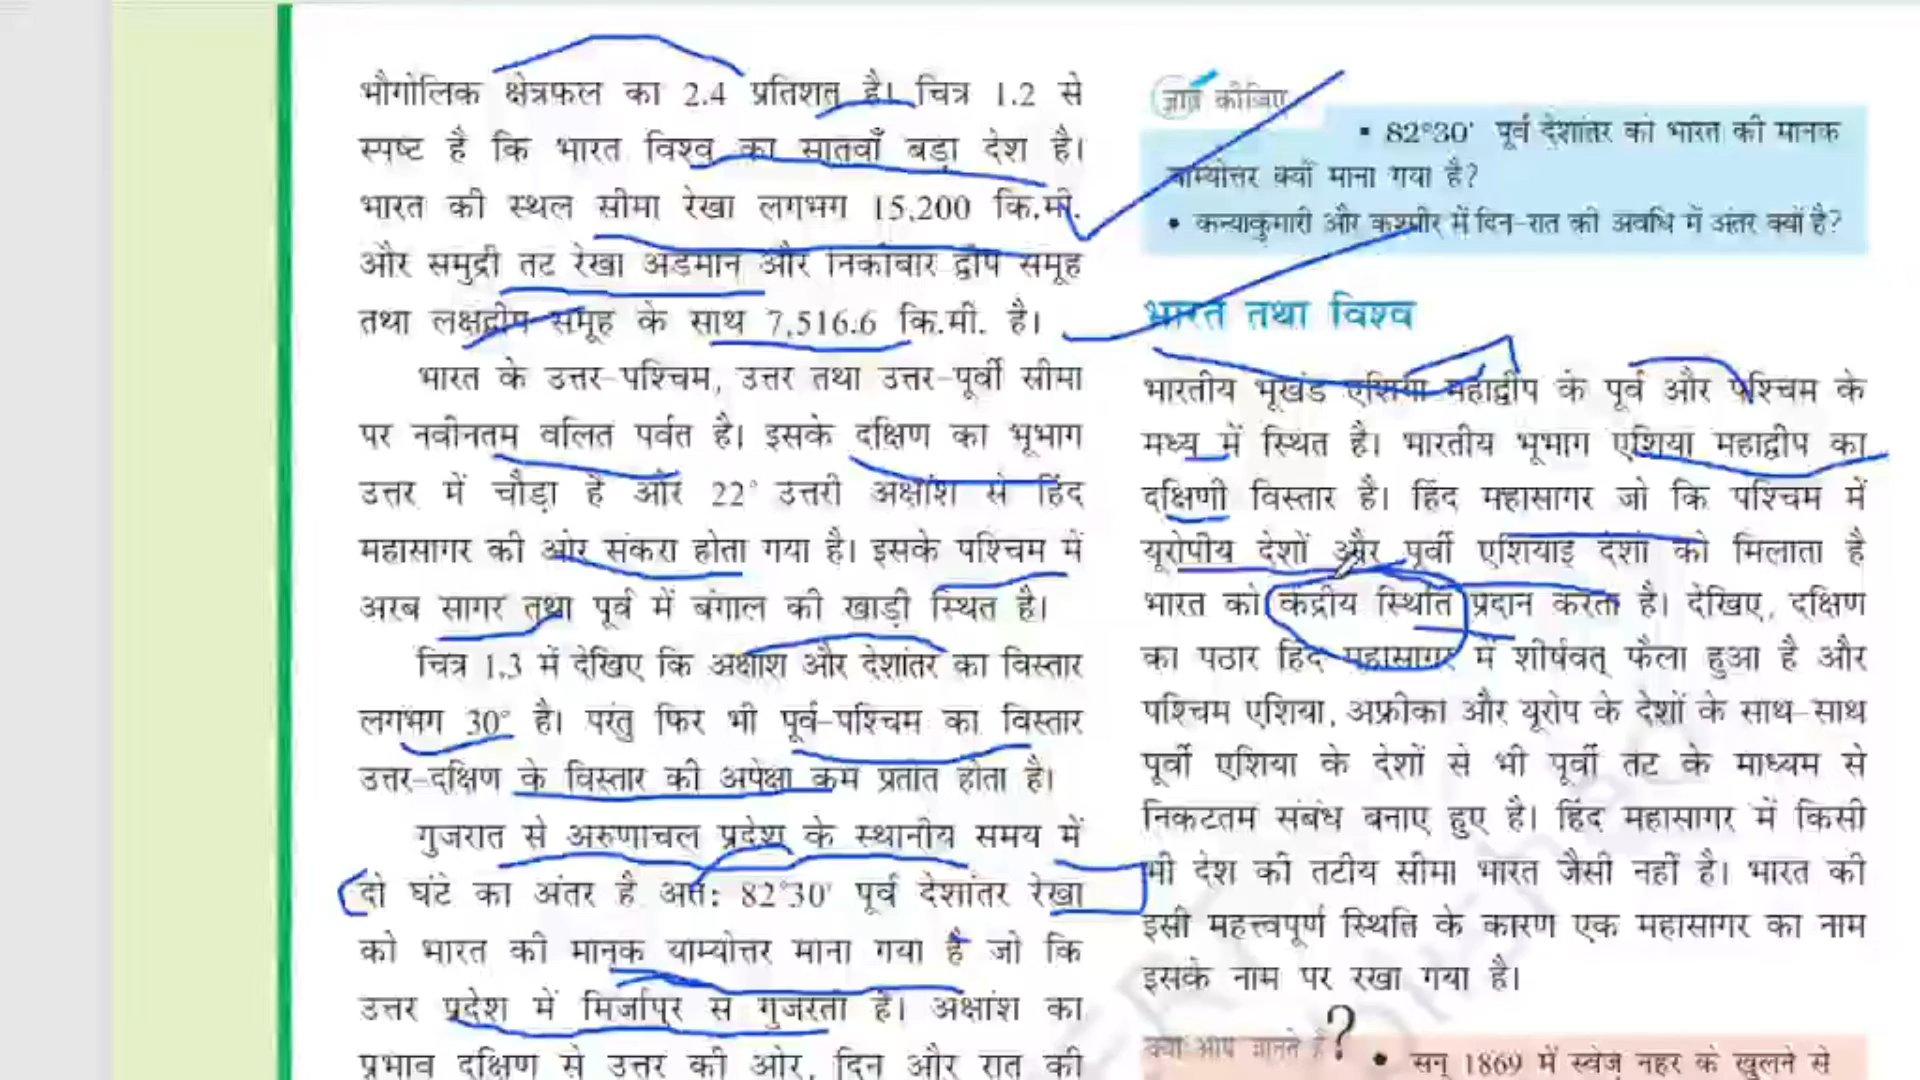 भौगोलिक क्षेत्रफल का 2.4 प्रतिशत है। चित्र 1.2 से
स्पष्ट है कि भारत विश्व का सातवाँ बड़ा देश है।
भारत की स्थल सीमा रेखा लगभग 15,200 कि.मी.
और समुद्री तट रेखा अंडमान और निकोबार द्वीप समूह
तथा लक्षद्वीप समूह के साथ 7,516.6 कि.मी. है।
भारत के उत्तर-पश्चिम, उत्तर तथा उत्तर-पूर्वी सीमा
पर नवीनतम वलित पर्वत है। इसके दक्षिण का भूभाग
उत्तर में चौड़ा है और 22° उत्तरी अक्षांश से हिंद
महासागर की ओर संकरा होता गया है। इसके पश्चिम में
अरब सागर तथा पूर्व में बंगाल की खाड़ी स्थित है।
चित्र 1.3 में देखिए कि अक्षांश और देशांतर का विस्तार
लगभग 30° है। परंतु फिर भी पूर्व-पश्चिम का विस्तार
उत्तर-दक्षिण के विस्तार की अपेक्षा कम प्रतीत होता है।
गुजरात से अरुणाचल प्रदेश के स्थानीय समय में
दो घंटे का अंतर है अत: 82°30' पूर्व देशांतर रेखा
को भारत की मानक याम्योत्तर माना गया है जो कि
उत्तर प्रदेश में मिर्जापुर से गुजरती है। अक्षांश का
प्रभाव दक्षिण से उत्तर की ओर, दिन और रात की
ज्ञात कीजिए
• 82°30' पूर्व देशांतर को भारत की मानक
याम्योत्तर क्यों माना गया है?
• कन्याकुमारी और कश्मीर में दिन-रात की अवधि में अंतर क्यों है?
भारत तथा विश्व
भारतीय भूखंड एशिया महाद्वीप के पूर्व और पश्चिम के
मध्य में स्थित है। भारतीय भूभाग एशिया महाद्वीप का
दक्षिणी विस्तार है। हिंद महासागर जो कि पश्चिम में
यूरोपीय देशों और पूर्वी एशियाई देशों को मिलाता है
भारत को केंद्रीय स्थिति प्रदान करता है। देखिए, दक्षिण
का पठार हिंद महासागर में शीर्षवत् फैला हुआ है और
पश्चिम एशिया, अफ्रीका और यूरोप के देशों के साथ-साथ
पूर्वी एशिया के देशों से भी पूर्वी तट के माध्यम से
निकटतम संबंध बनाए हुए है। हिंद महासागर में किसी
भी देश की तटीय सीमा भारत जैसी नहीं है। भारत की
इसी महत्त्वपूर्ण स्थिति के कारण एक महासागर का नाम
इसके नाम पर रखा गया है।
क्या आप जानते हैं?
• सन् 1869 में स्वेज नहर के खुलने से